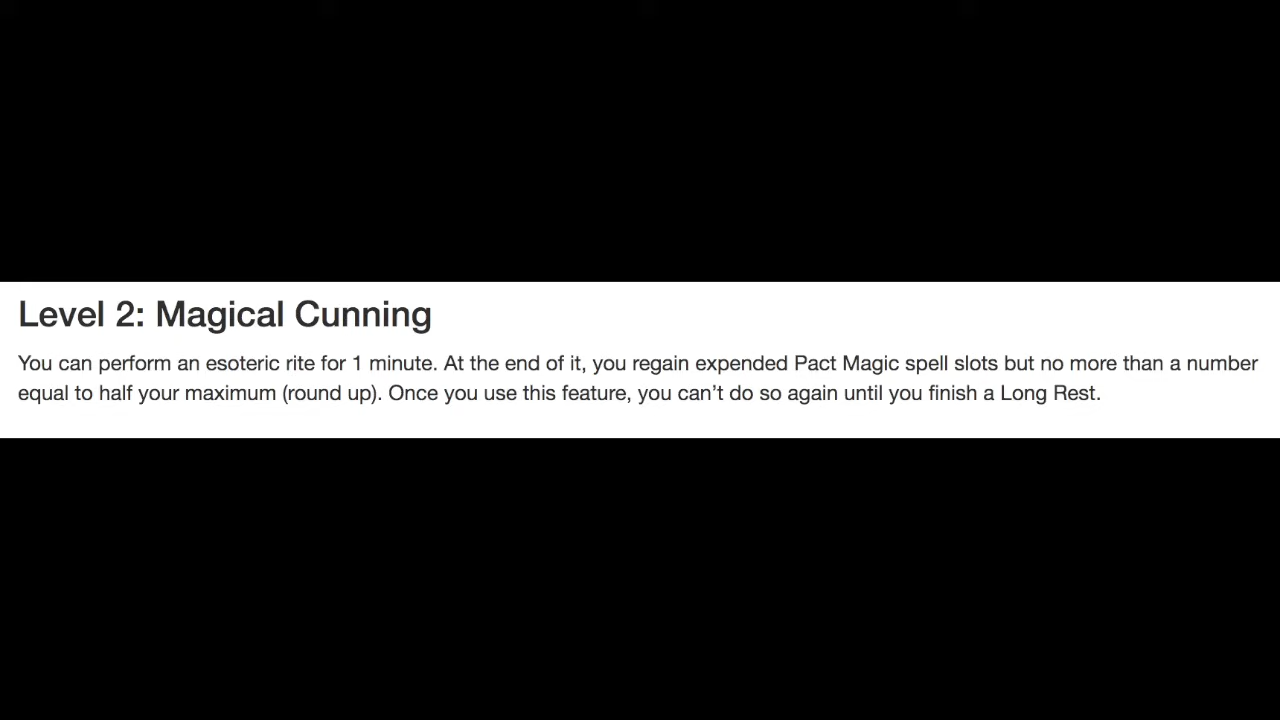 Level 2: Magical Cunning
You can perform an esoteric rite for 1 minute. At the end of it, you regain expended Pact Magic spell slots but no more than a number
equal to half your maximum (round up). Once you use this feature, you can’t do so again until you finish a Long Rest.